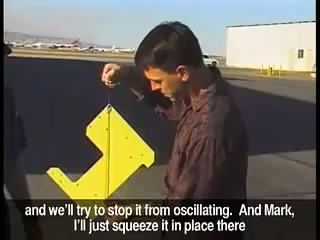 and we'll try to stop it from oscillating.  And Mark,
I'll just squeeze it in place there